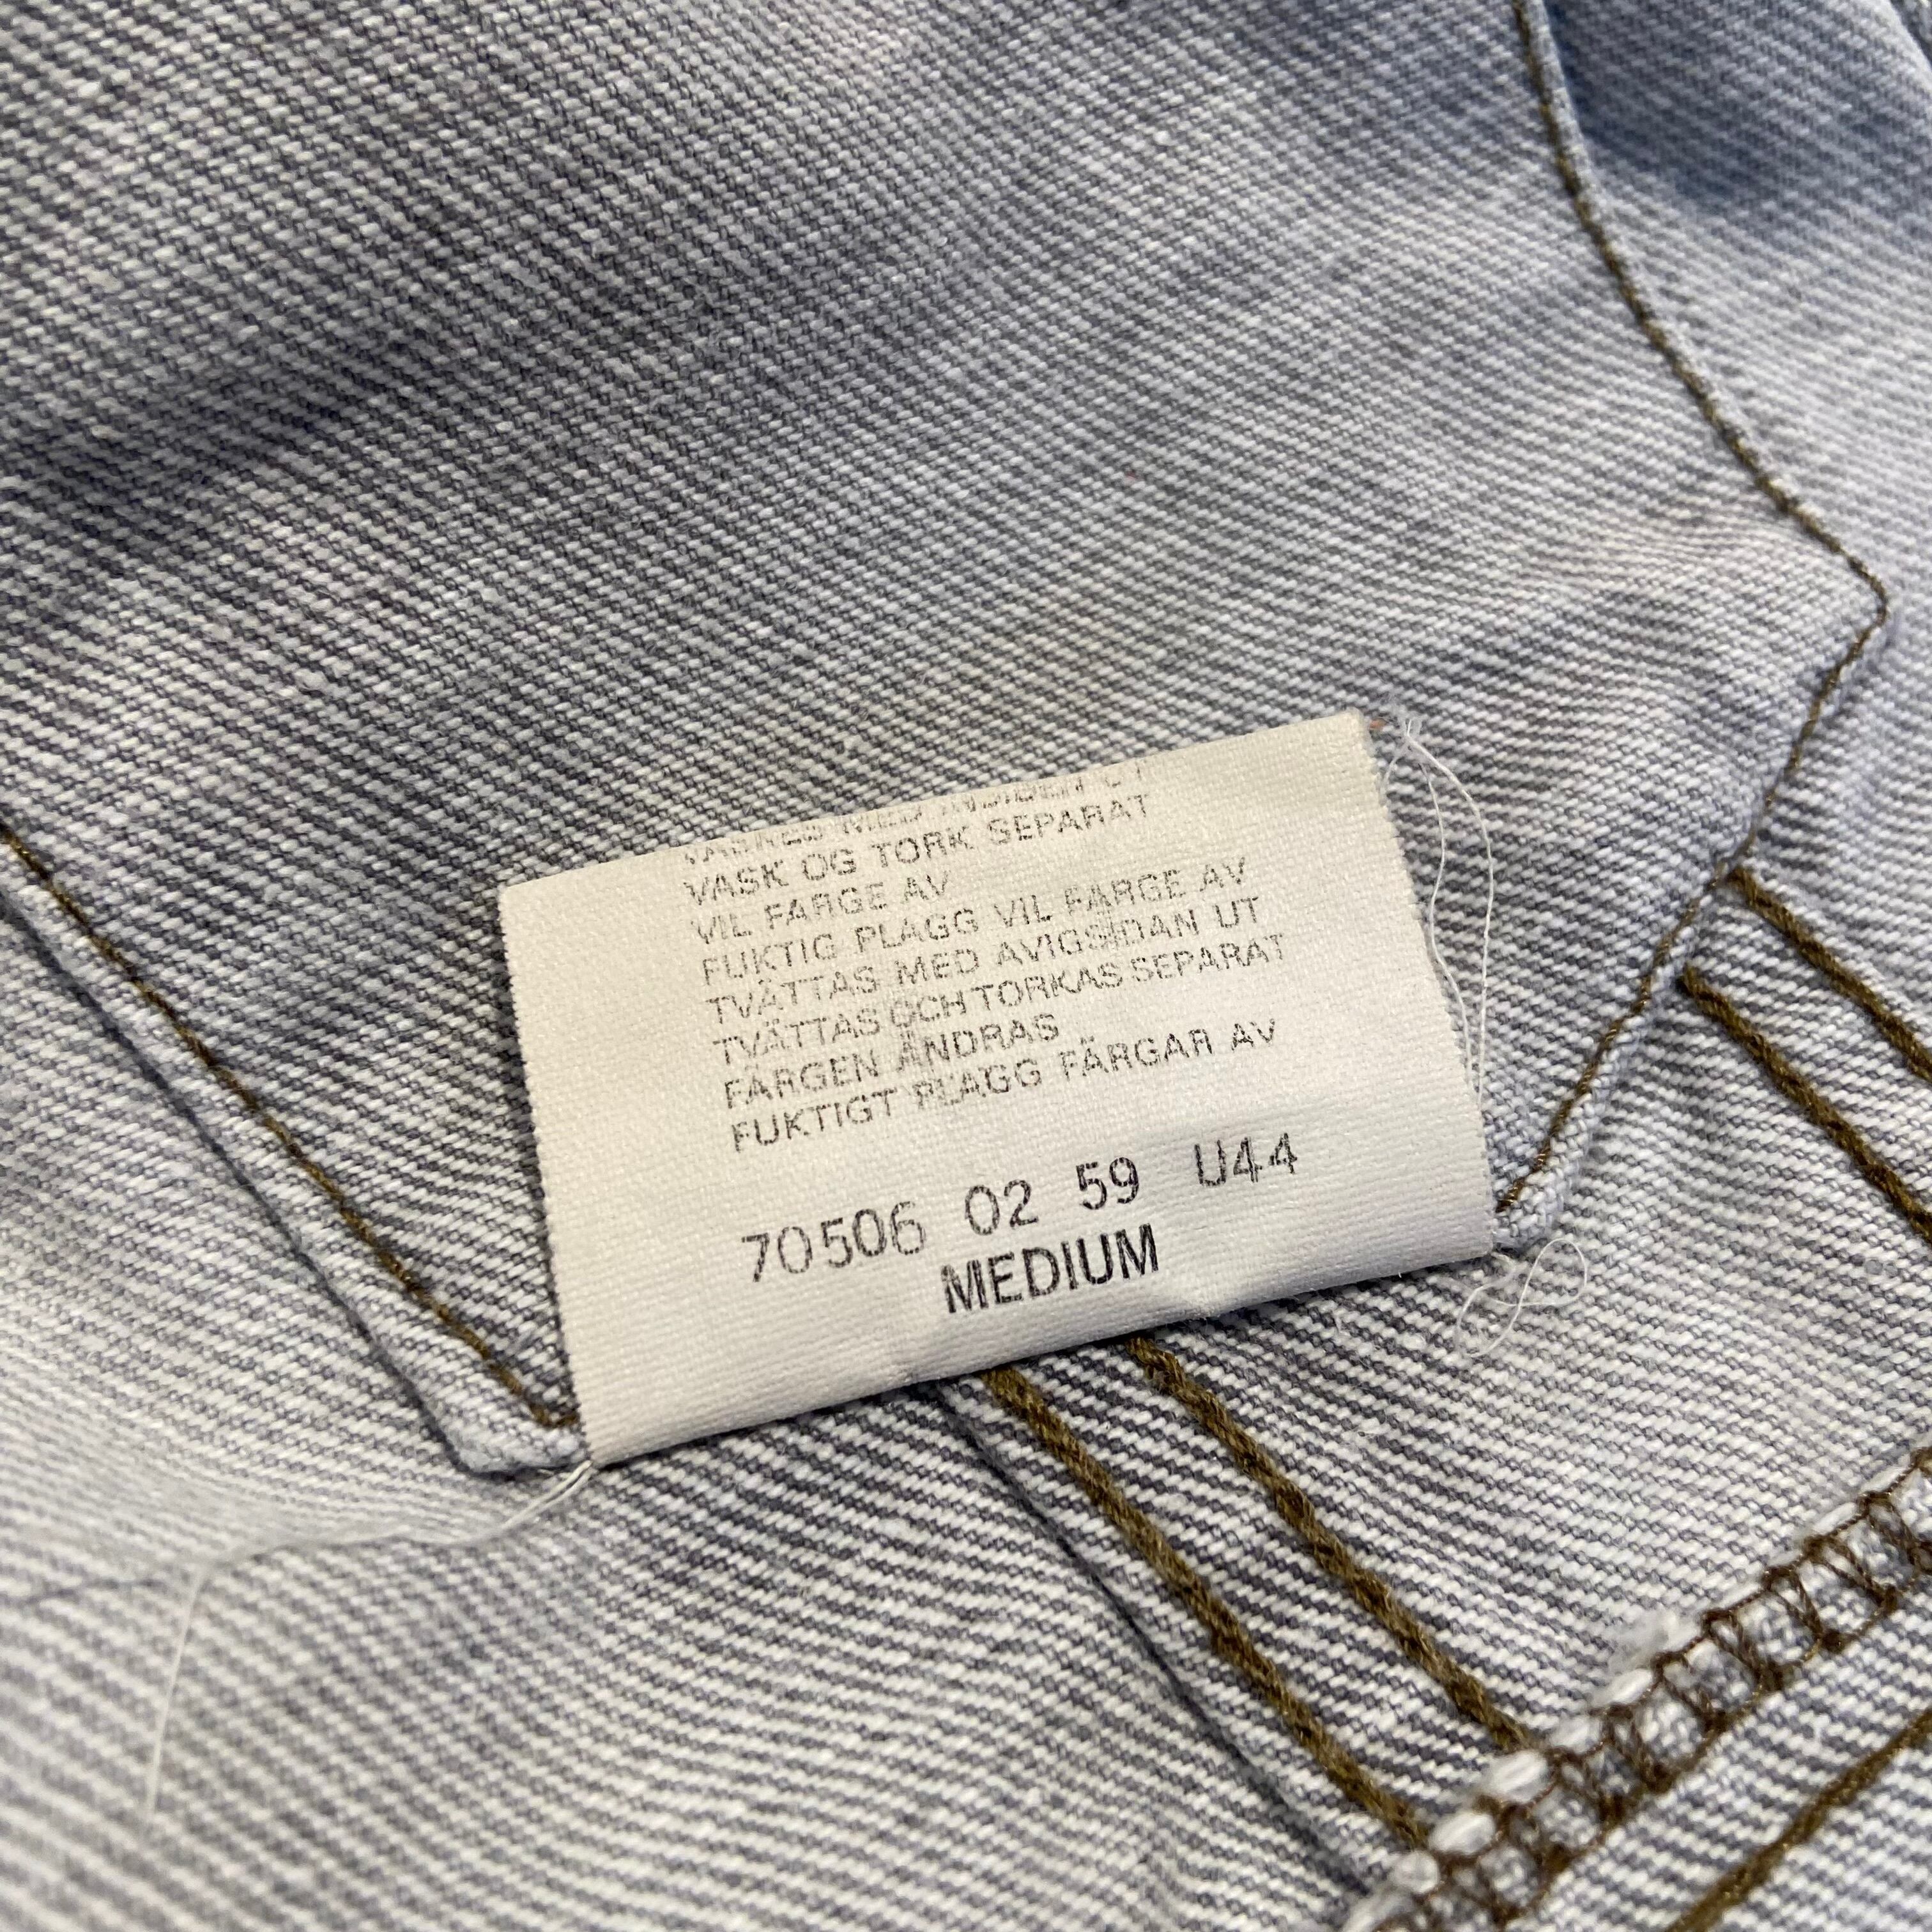 VASK OG TORK SEPARAT
VIL FARGE AV
FUKTIG PLAGG VIL FARGE AV
TVÄTTAS MED AVIGSIDAN UT
TVÄTTAS OCH TORKAS SEPARAT
FÄRGEN ÄNDRAS
FUKTIGT PLAGG FÄRGAR AV
70506 02 59 U44
MEDIUM